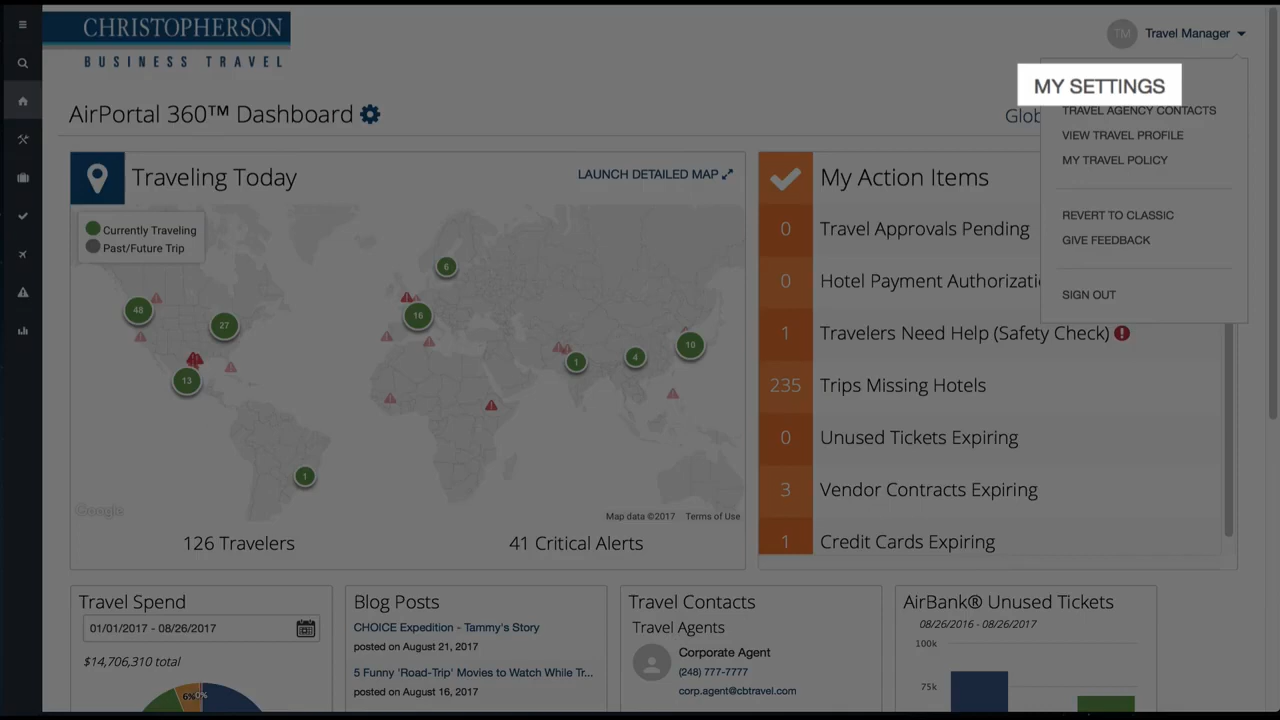 CHRISTOPHERSON
BUSINESS TRAVEL
TM
Travel Manager
MY SETTINGS
TRAVEL AGENCY CONTACTS
VIEW TRAVEL PROFILE
MY TRAVEL POLICY
REVERT TO CLASSIC
GIVE FEEDBACK
SIGN OUT
AirPortal 360™ Dashboard
Glob
Traveling Today
LAUNCH DETAILED MAP
Currently Traveling
Past/Future Trip
6
48
27
16
13
1
4
10
1
Google
Map data ©2017 Terms of Use
126 Travelers
41 Critical Alerts
My Action Items
0 Travel Approvals Pending
0 Hotel Payment Authorizati
1 Travelers Need Help (Safety Check)
235 Trips Missing Hotels
0 Unused Tickets Expiring
3 Vendor Contracts Expiring
1 Credit Cards Expiring
Travel Spend
01/01/2017 - 08/26/2017
$14,706,310 total
6%
0%
Blog Posts
CHOICE Expedition - Tammy's Story
posted on August 21, 2017
5 Funny 'Road-Trip' Movies to Watch While Tr...
posted on August 16, 2017
Travel Contacts
Travel Agents
Corporate Agent
(248) 777-7777
corp.agent@cbtravel.com
AirBank® Unused Tickets
08/26/2016 - 08/26/2017
100k
75k